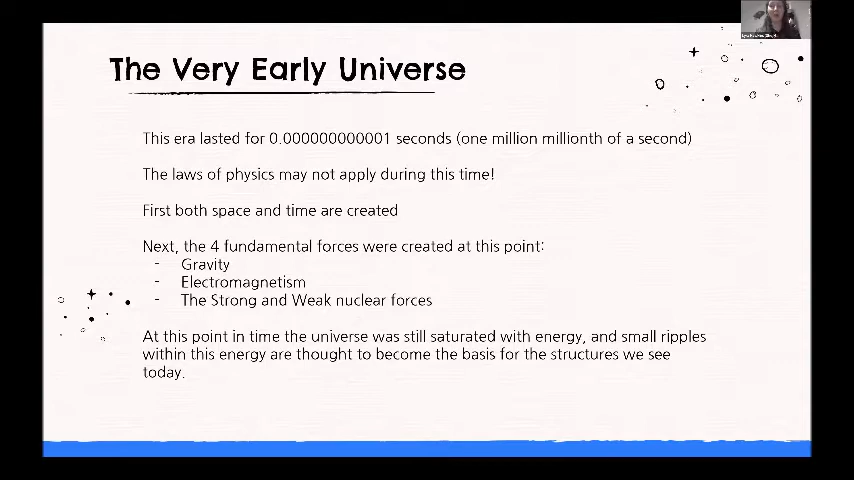 The Very Early Universe
This era lasted for 0.000000000001 seconds (one million millionth of a second)
The laws of physics may not apply during this time!
First both space and time are created
Next, the 4 fundamental forces were created at this point:
- Gravity
- Electromagnetism
- The Strong and Weak nuclear forces
At this point in time the universe was still saturated with energy, and small ripples
within this energy are thought to become the basis for the structures we see
today.